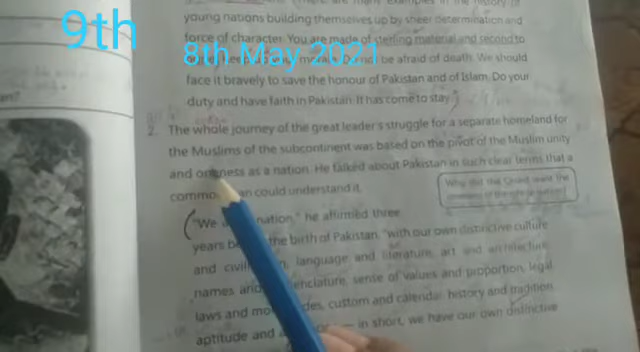 9th
8th May 2021
young nations building themselves up by sheer determination and
force of character. You are made of sterling material and second to
be afraid of death. We should
face it bravely to save the honour of Pakistan and of Islam. Do your
duty and have faith in Pakistan. It has come to stay
2. The whole journey of the great leader's struggle for a separate homeland for
the Muslims of the subcontinent was based on the pivot of the Muslim unity
and oneness as a nation. He talked about Pakistan in such clear terms that a
could understand it.
Why did the Quaid want the
"We nation," he affirmed three
years the birth of Pakistan, "with our own distinctive culture
and language and literature, art and architecture,
names and sense of values and proportion, legal
laws and custom and calendar, history and tradition,
aptitude and in short, we have our own distinctive